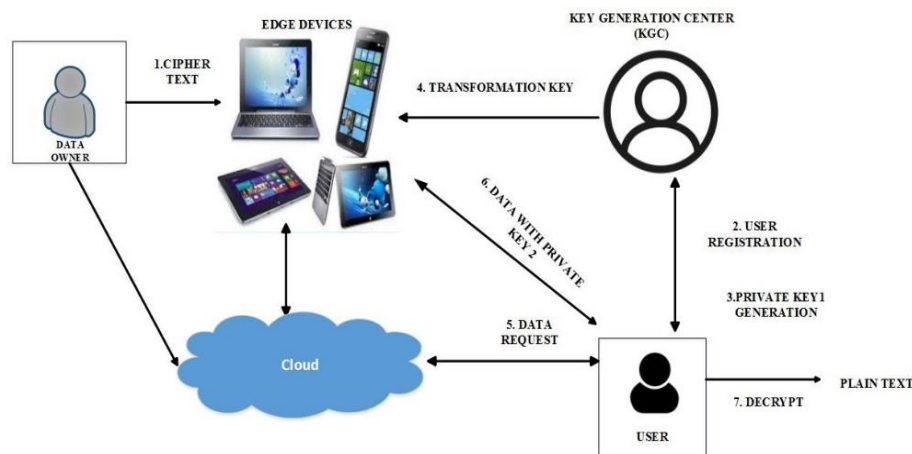 EDGE DEVICES
KEY GENERATION CENTER
(KGC)
1.CIPHER
TEXT
DATA
OWNER
4. TRANSFORMATION KEY
6. DATA WITH PRIVATE
KEY 2
2. USER
REGISTRATION
3.PRIVATE KEY1
GENERATION
5. DATA
REQUEST
Cloud
USER
7. DECRYPT
PLAIN TEXT